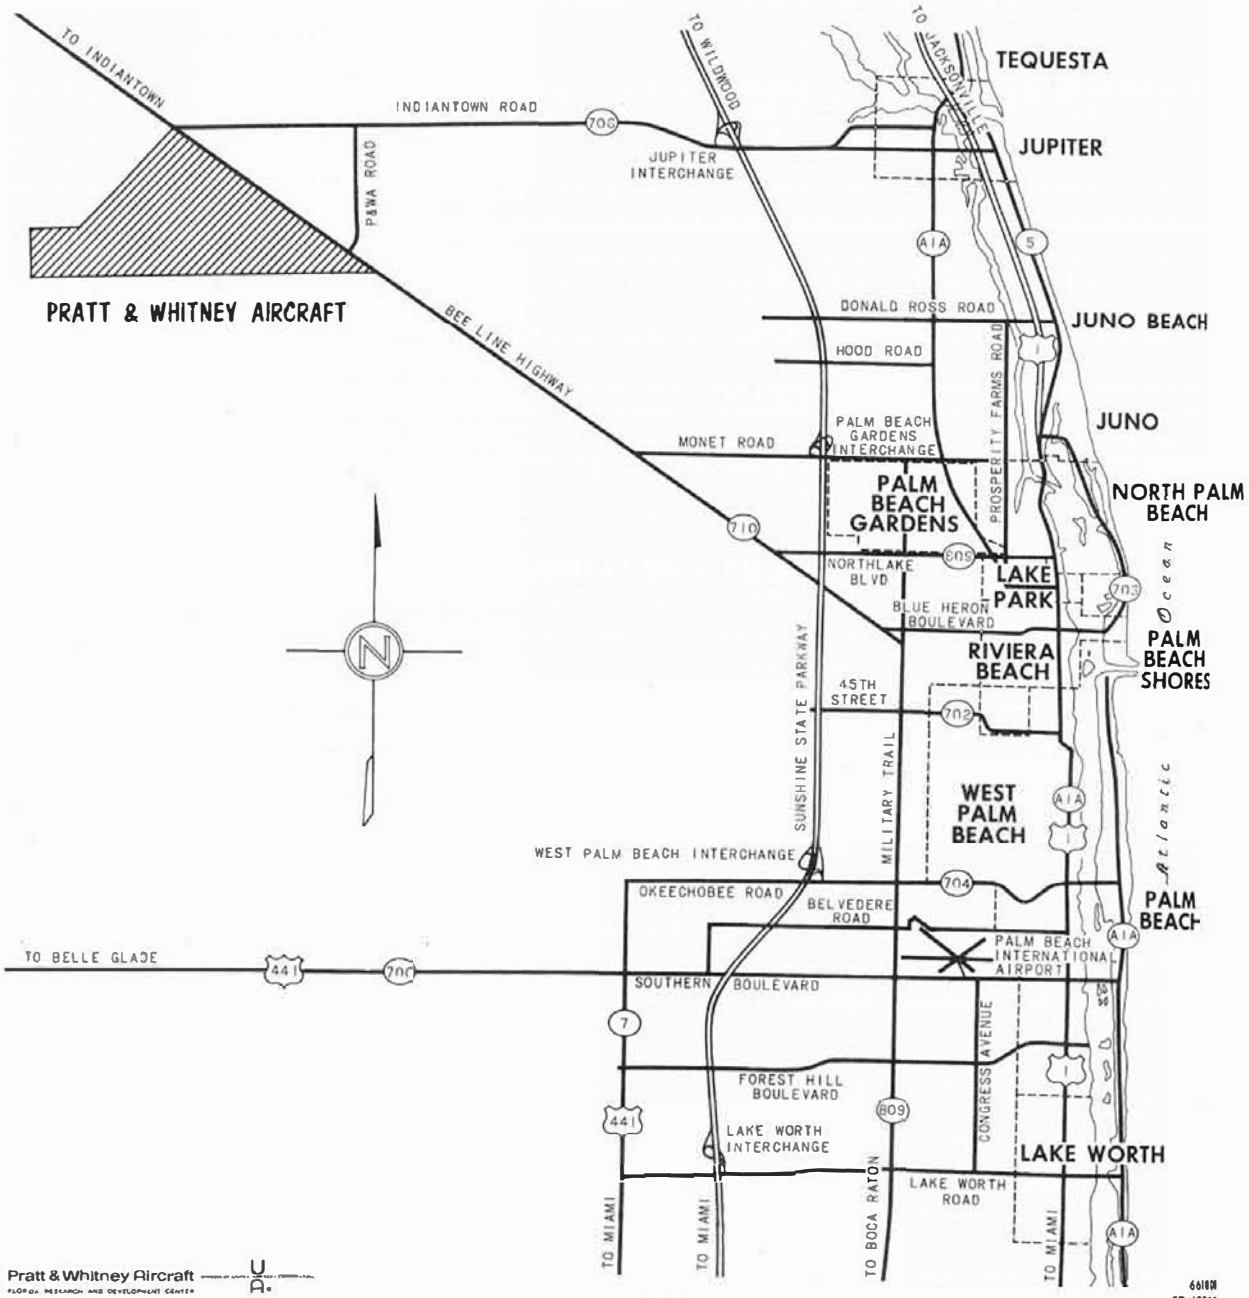 TO INDIANTOWN
TO WILDWOOD
TO JACKSONVILLE
TEQUESTA
INDIANTOWN ROAD
706
JUPITER
JUPITER
INTERCHANGE
P&WA ROAD
A1A
5
PRATT & WHITNEY AIRCRAFT
BEE LINE HIGHWAY
DONALD ROSS ROAD
JUNO BEACH
HOOD ROAD
1
PROSPERITY FARMS ROAD
JUNO
PALM BEACH
GARDENS
INTERCHANGE
MONET ROAD
PALM
BEACH
GARDENS
NORTH PALM
BEACH
710
809
NORTHLAKE
BLVD
LAKE
PARK
703
Atlantic Ocean
BLUE HERON
BOULEVARD
N
RIVIERA
BEACH
PALM
BEACH
SHORES
45TH
STREET
702
SUNSHINE STATE PARKWAY
MILITARY TRAIL
WEST
PALM
BEACH
A1A
1
WEST PALM BEACH INTERCHANGE
OKEECHOBEE ROAD
704
BELVEDERE
ROAD
PALM
BEACH
A1A
PALM BEACH
INTERNATIONAL
AIRPORT
TO BELLE GLADE
441
700
SOUTHERN BOULEVARD
7
CONGRESS AVENUE
FOREST HILL
BOULEVARD
1
441
809
LAKE WORTH
INTERCHANGE
LAKE WORTH
LAKE WORTH
ROAD
TO MIAMI
TO MIAMI
TO BOCA RATON
TO MIAMI
A1A
Pratt & Whitney Aircraft
U
A
FLORIDA RESEARCH AND DEVELOPMENT CENTER